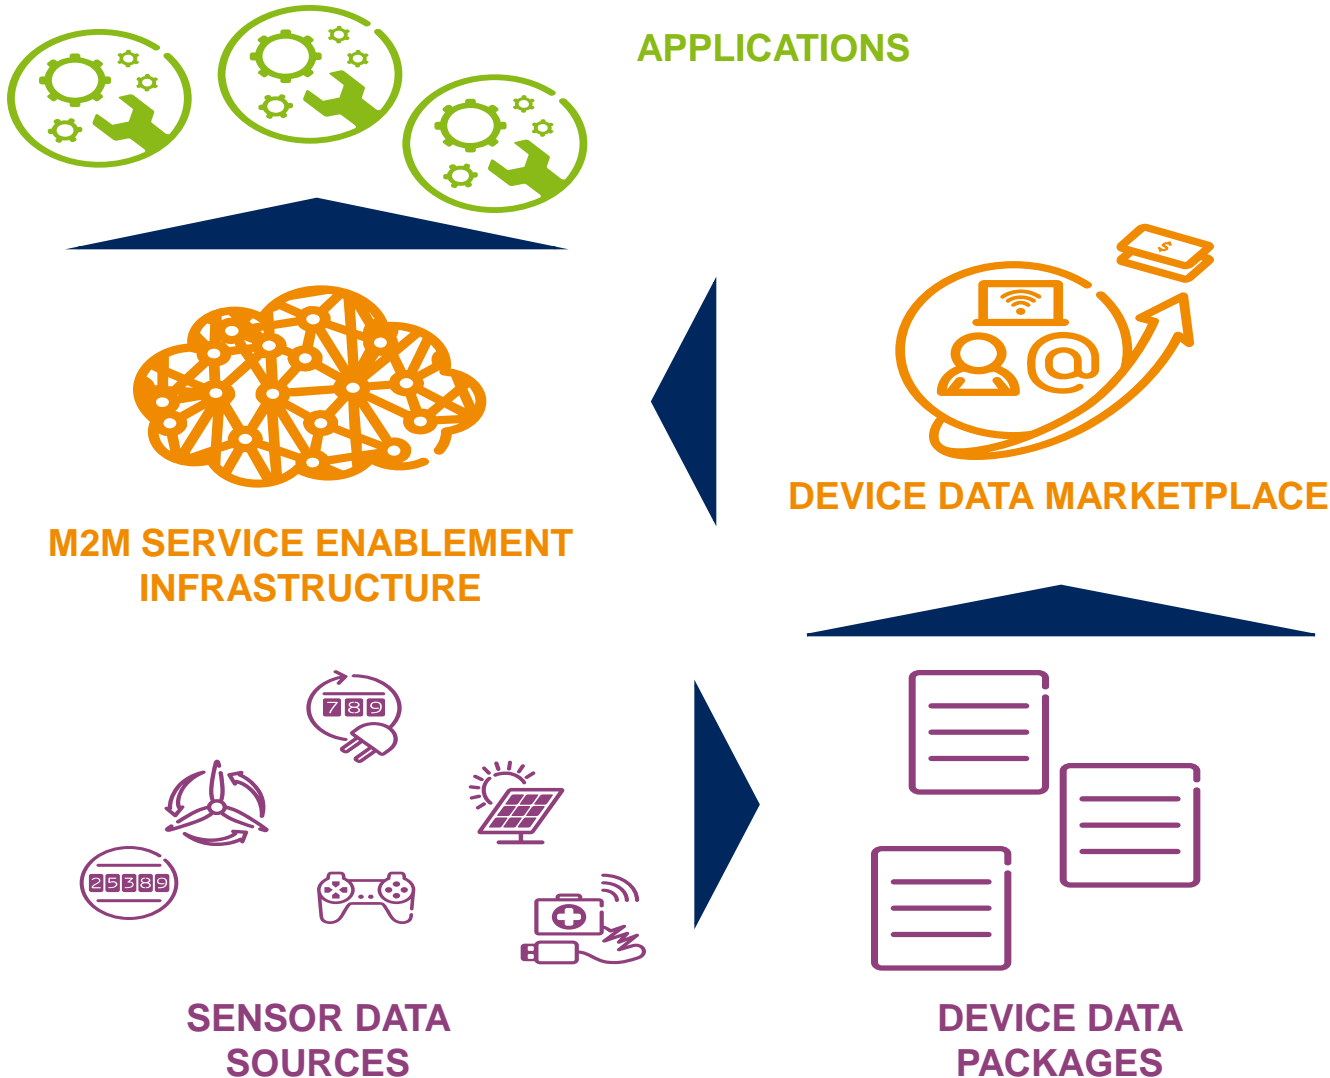 APPLICATIONS
$
@
DEVICE DATA MARKETPLACE
M2M SERVICE ENABLEMENT
INFRASTRUCTURE
789
25389
SENSOR DATA
SOURCES
DEVICE DATA
PACKAGES